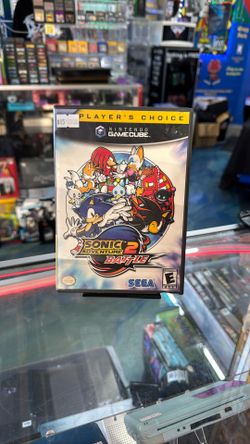 PLAYER'S CHOICE
NINTENDO
GAMECUBE
SONIC
ADVENTURE 2
BATTLE
SEGA
E